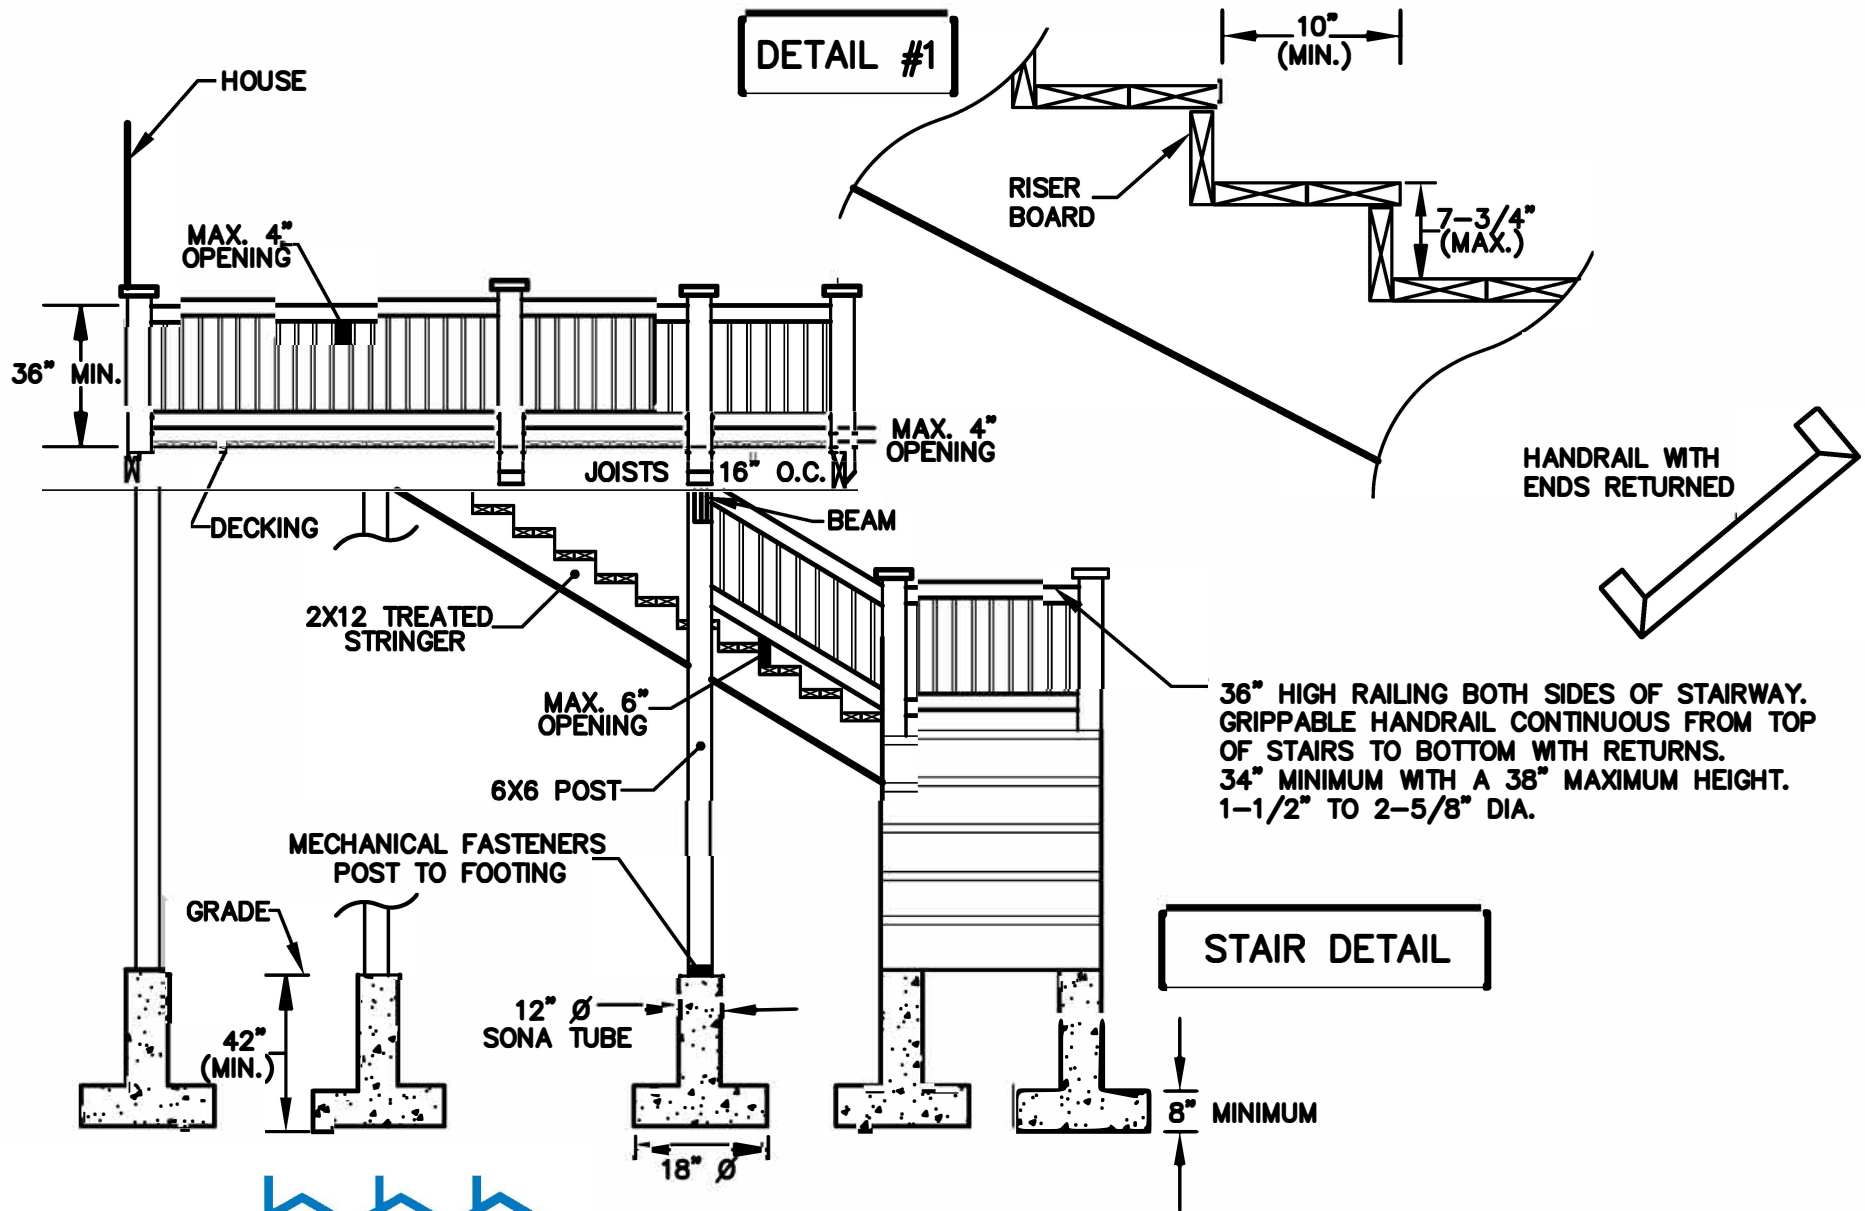 DETAIL #1
10"
(MIN.)
HOUSE
RISER
BOARD
7-3/4"
(MAX.)
MAX. 4"
OPENING
36" MIN.
MAX. 4"
OPENING
JOISTS 16" O.C.
HANDRAIL WITH
ENDS RETURNED
DECKING
BEAM
2X12 TREATED
STRINGER
MAX. 6"
OPENING
36" HIGH RAILING BOTH SIDES OF STAIRWAY.
GRIPPABLE HANDRAIL CONTINUOUS FROM TOP
OF STAIRS TO BOTTOM WITH RETURNS.
34" MINIMUM WITH A 38" MAXIMUM HEIGHT.
1-1/2" TO 2-5/8" DIA.
6X6 POST
MECHANICAL FASTENERS
POST TO FOOTING
GRADE
STAIR DETAIL
12" Ø
SONA TUBE
42"
(MIN.)
8" MINIMUM
18" Ø